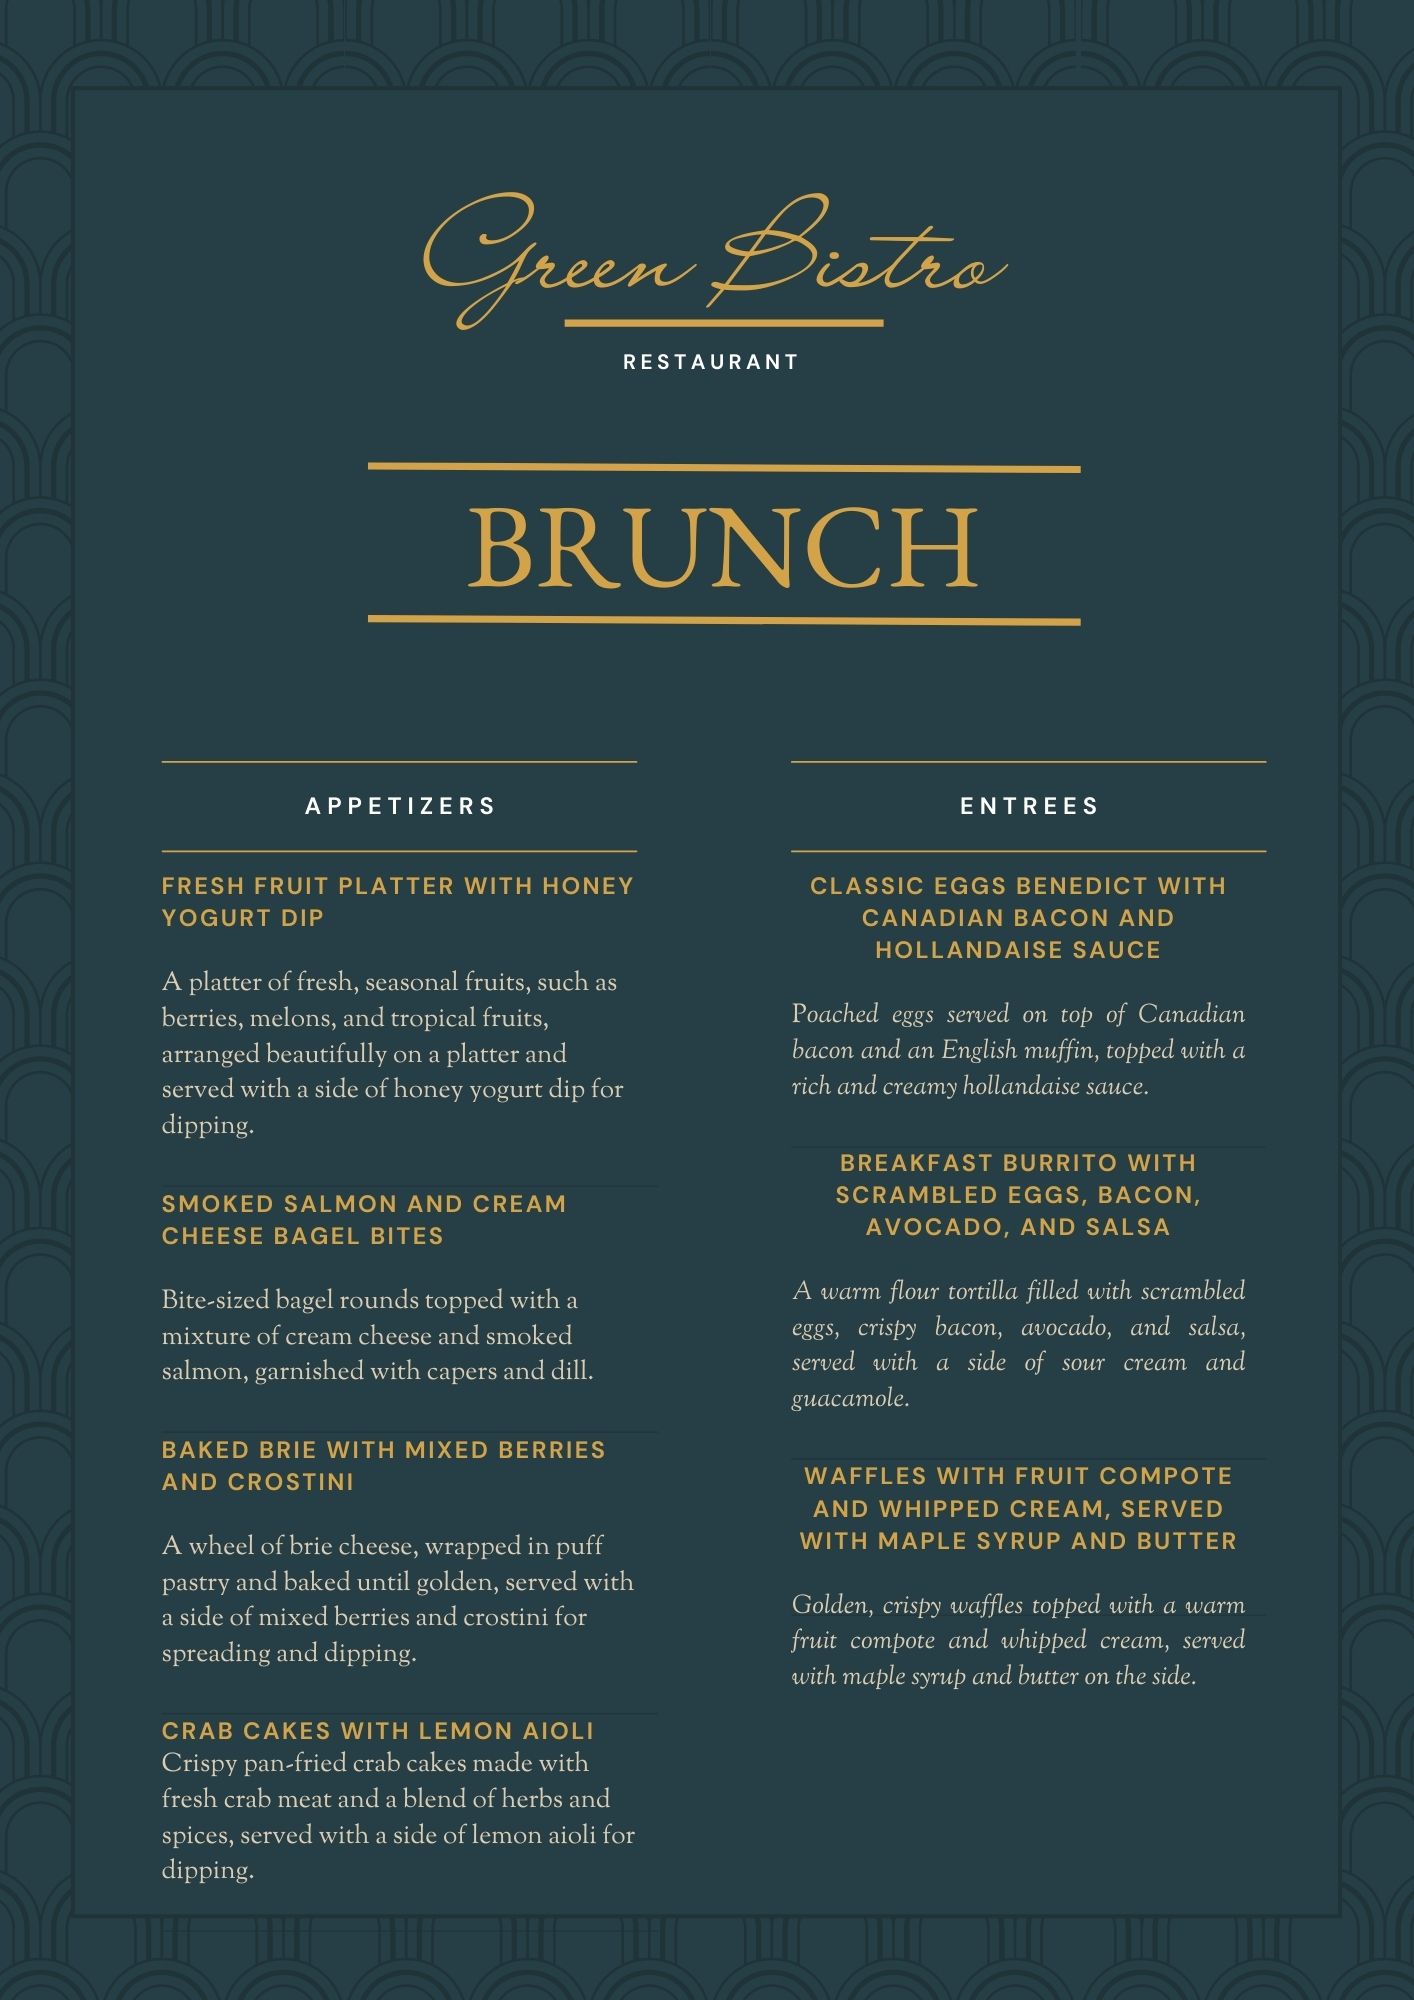 Green Bistro
RESTAURANT
BRUNCH
APPETIZERS
FRESH FRUIT PLATTER WITH HONEY
YOGURT DIP
A platter of fresh, seasonal fruits, such as
berries, melons, and tropical fruits,
arranged beautifully on a platter and
served with a side of honey yogurt dip for
dipping.
SMOKED SALMON AND CREAM
CHEESE BAGEL BITES
Bite-sized bagel rounds topped with a
mixture of cream cheese and smoked
salmon, garnished with capers and dill.
BAKED BRIE WITH MIXED BERRIES
AND CROSTINI
A wheel of brie cheese, wrapped in puff
pastry and baked until golden, served with
a side of mixed berries and crostini for
spreading and dipping.
CRAB CAKES WITH LEMON AIOLI
Crispy pan-fried crab cakes made with
fresh crab meat and a blend of herbs and
spices, served with a side of lemon aioli for
dipping.
ENTREES
CLASSIC EGGS BENEDICT WITH
CANADIAN BACON AND
HOLLANDAISE SAUCE
Poached eggs served on top of Canadian
bacon and an English muffin, topped with a
rich and creamy hollandaise sauce.
BREAKFAST BURRITO WITH
SCRAMBLED EGGS, BACON,
AVOCADO, AND SALSA
A warm flour tortilla filled with scrambled
eggs, crispy bacon, avocado, and salsa,
served with a side of sour cream and
guacamole.
WAFFLES WITH FRUIT COMPOTE
AND WHIPPED CREAM, SERVED
WITH MAPLE SYRUP AND BUTTER
Golden, crispy waffles topped with a warm
fruit compote and whipped cream, served
with maple syrup and butter on the side.